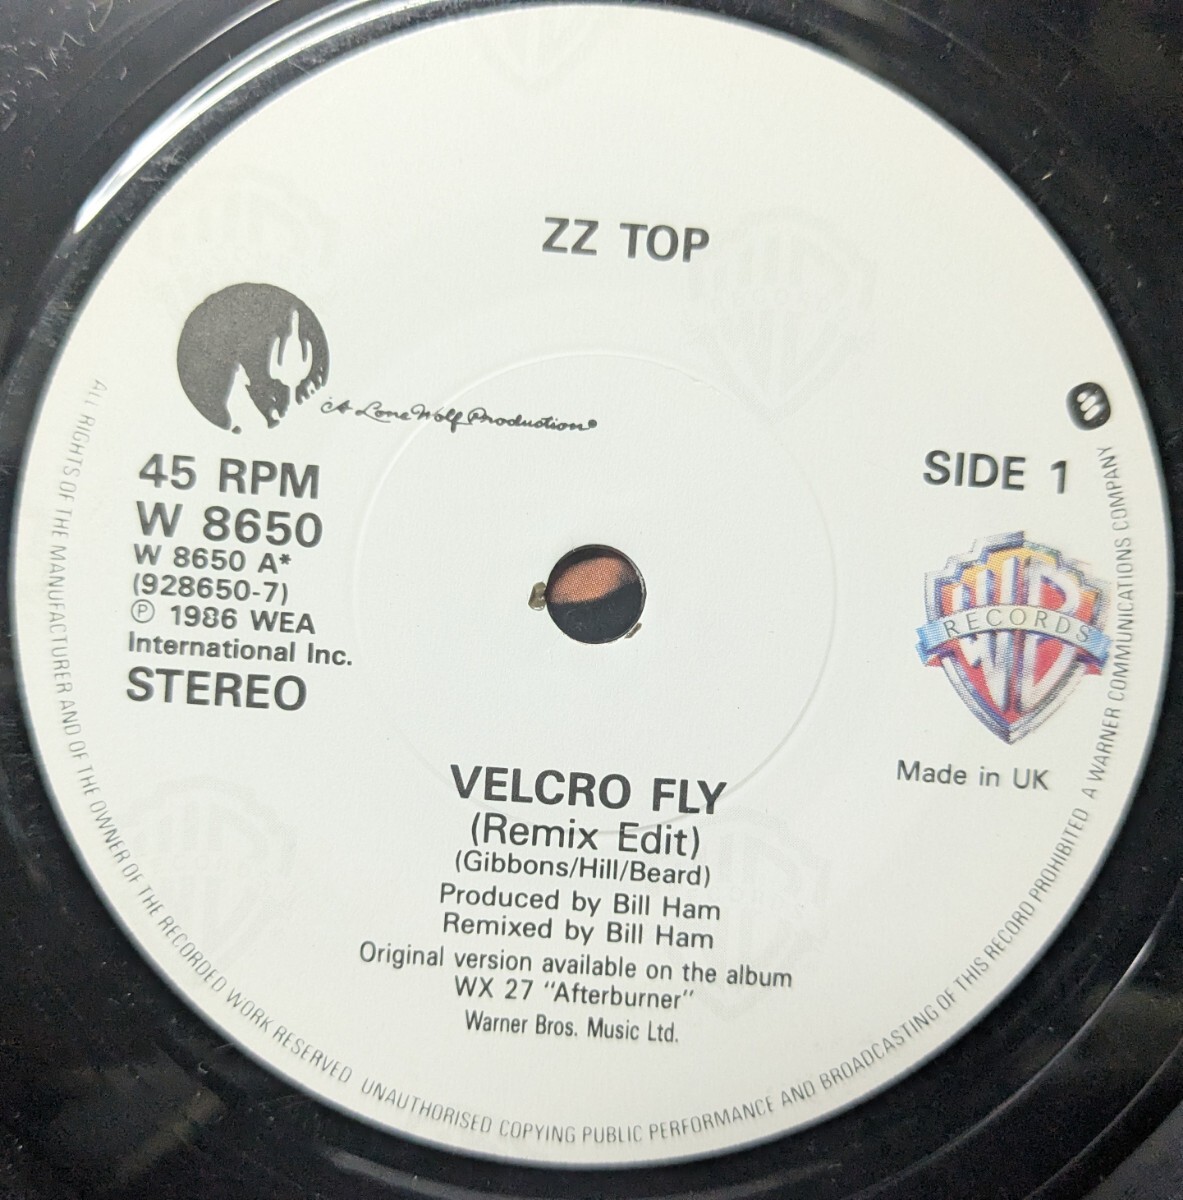 ZZ TOP
A Lone Wolf Production
45 RPM
W 8650
W 8650 A*
(928650-7)
℗ 1986 WEA
International Inc.
STEREO
SIDE 1
RECORDS
Made in UK
VELCRO FLY
(Remix Edit)
(Gibbons/Hill/Beard)
Produced by Bill Ham
Remixed by Bill Ham
Original version available on the album
WX 27 "Afterburner"
Warner Bros. Music Ltd.
ALL RIGHTS OF THE MANUFACTURER AND OF THE OWNER OF THE RECORDED WORK RESERVED UNAUTHORISED COPYING PUBLIC PERFORMANCE AND BROADCASTING OF THIS RECORD PROHIBITED A WARNER COMMUNICATIONS COMPANY